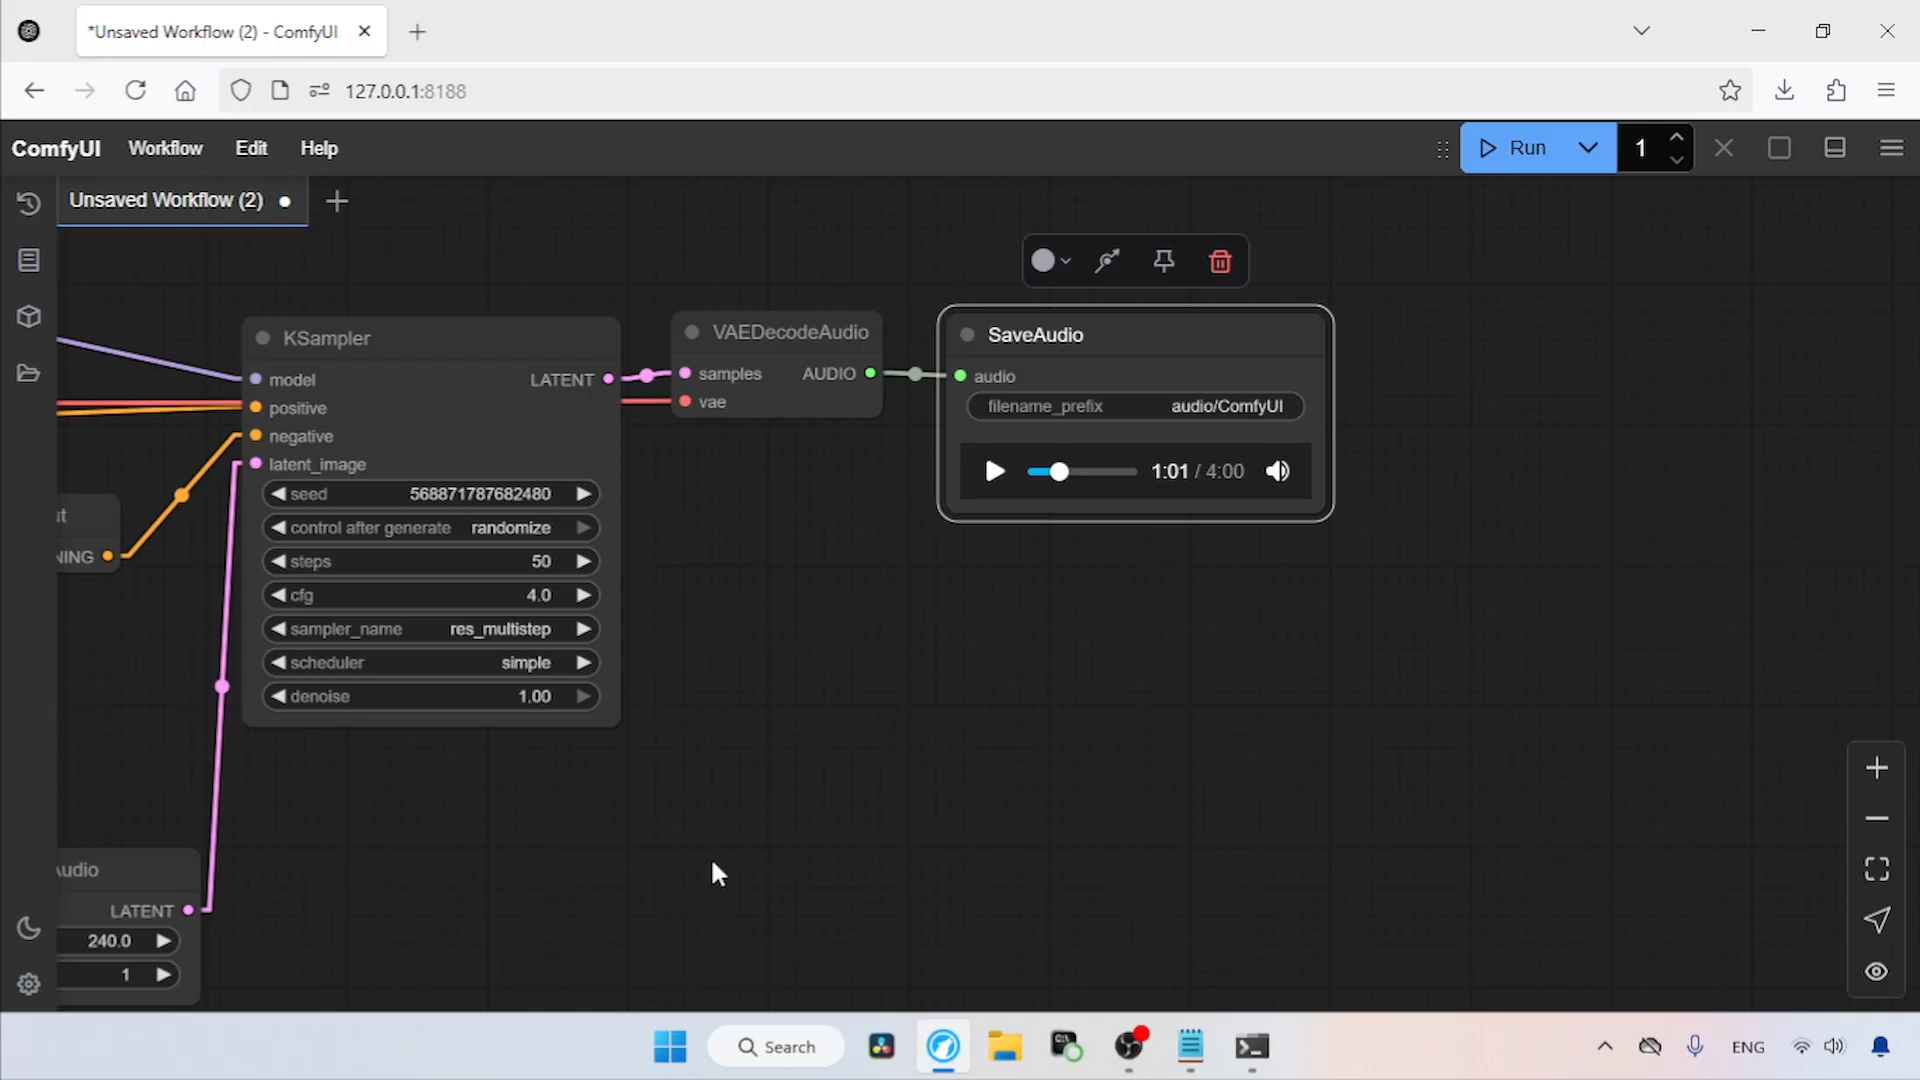 *Unsaved Workflow (2) - ComfyUI
127.0.0.1:8188
ComfyUI Workflow Edit Help
Run 1
Unsaved Workflow (2)
KSampler
model LATENT
positive
negative
latent_image
seed 568871787682480
control after generate randomize
steps 50
cfg 4.0
sampler_name res_multistep
scheduler simple
denoise 1.00
VAEDecodeAudio
samples AUDIO
vae
SaveAudio
audio
filename_prefix audio/ComfyUI
1:01 / 4:00
ut
NING
Audio
LATENT
240.0
1
Search
ENG